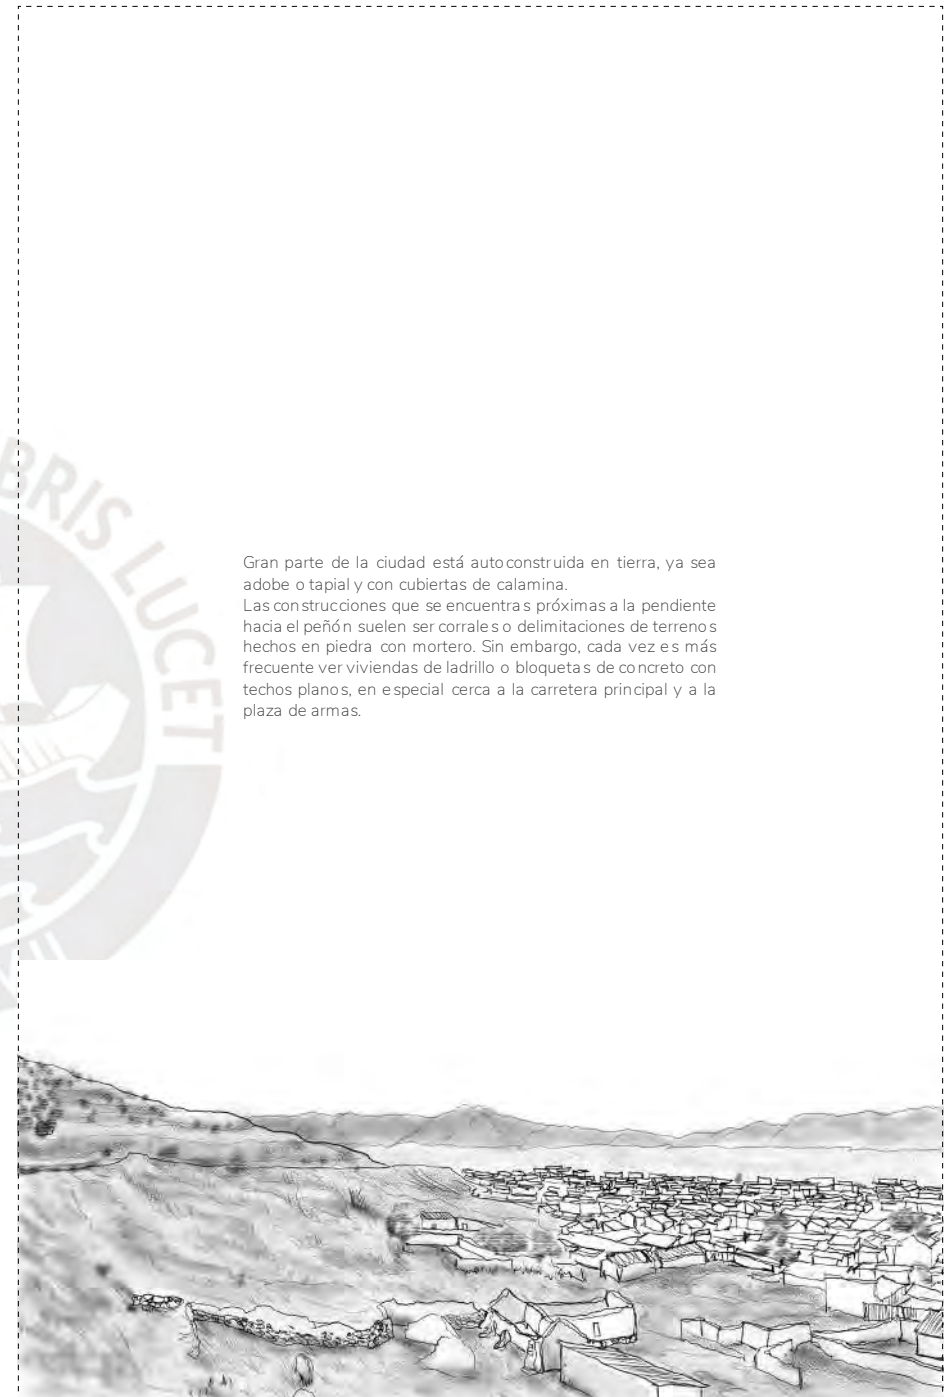 BRIS LUCET
Gran parte de la ciudad está autoconstruida en tierra, ya sea
adobe o tapial y con cubiertas de calamina.
Las construcciones que se encuentras próximas a la pendiente
hacia el peñón suelen ser corrales o delimitaciones de terrenos
hechos en piedra con mortero. Sin embargo, cada vez es más
frecuente ver viviendas de ladrillo o bloquetas de concreto con
techos planos, en especial cerca a la carretera principal y a la
plaza de armas.